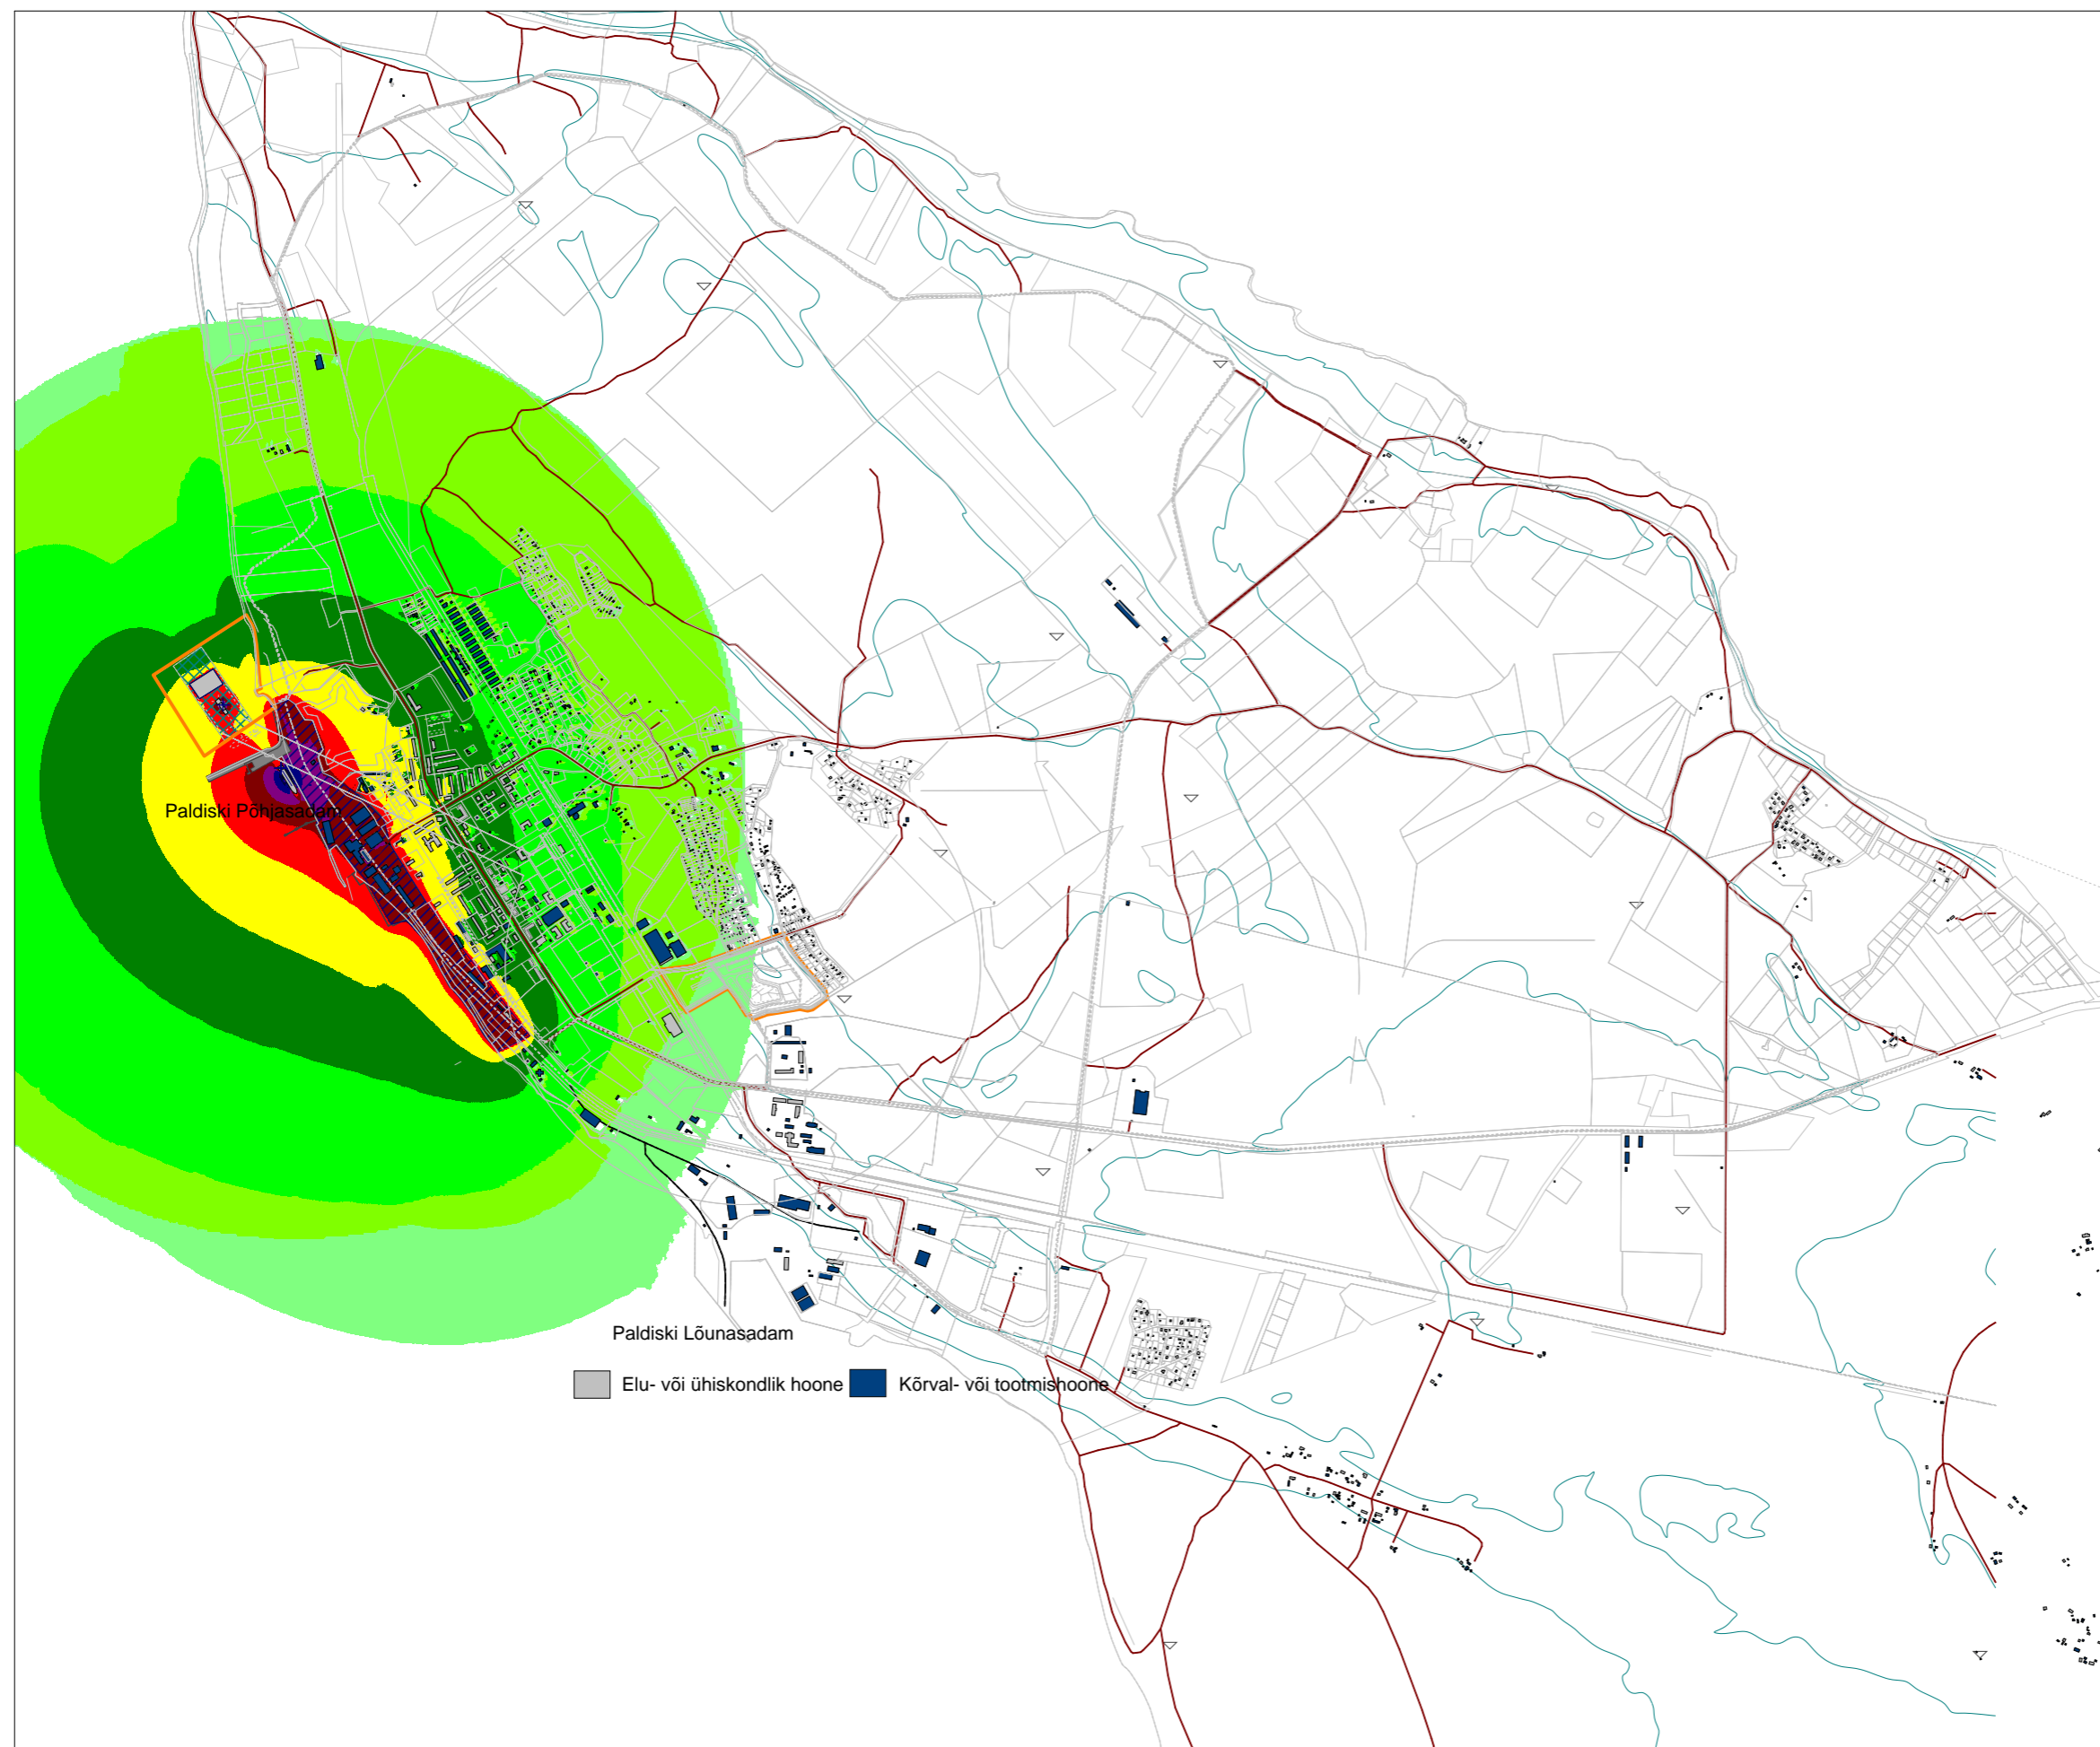 Paldiski Põhjasadam
Paldiski Lõunasadam
Elu- või ühiskondlik hoone
Kõrval- või tootmishoone